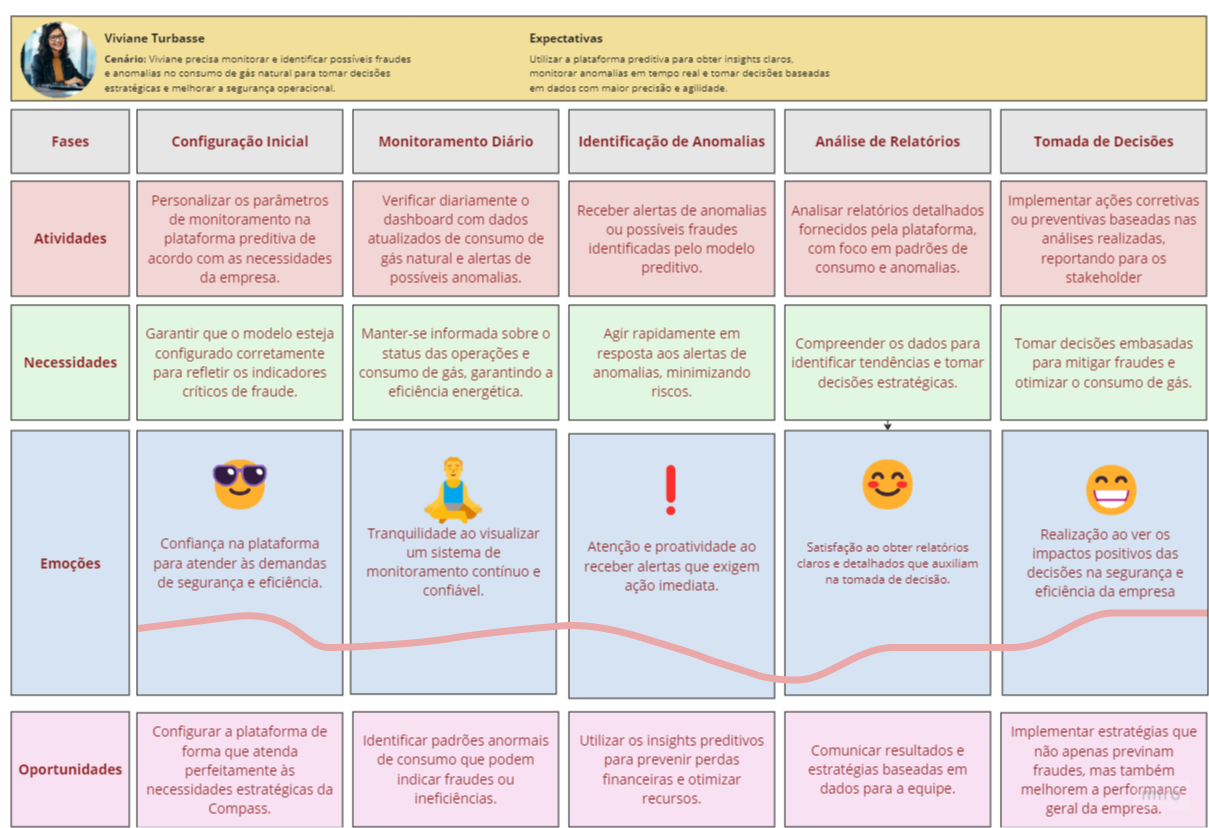 Viviane Turbasse
Cenário: Viviane precisa monitorar e identificar possíveis fraudes
e anomalias no consumo de gás natural para tomar decisões
estratégicas e melhorar a segurança operacional.
Expectativas
Utilizar a plataforma preditiva para obter insights claros,
monitorar anomalias em tempo real e tomar decisões baseadas
em dados com maior precisão e agilidade.
Fases
Configuração Inicial
Monitoramento Diário
Identificação de Anomalias
Análise de Relatórios
Tomada de Decisões
Atividades
Personalizar os parâmetros
de monitoramento na
plataforma preditiva de
acordo com as necessidades
da empresa.
Verificar diariamente o
dashboard com dados
atualizados de consumo de
gás natural e alertas de
possíveis anomalias.
Receber alertas de anomalias
ou possíveis fraudes
identificadas pelo modelo
preditivo.
Analisar relatórios detalhados
fornecidos pela plataforma,
com foco em padrões de
consumo e anomalias.
Implementar ações corretivas
ou preventivas baseadas nas
análises realizadas,
reportando para os
stakeholder
Necessidades
Garantir que o modelo esteja
configurado corretamente
para refletir os indicadores
críticos de fraude.
Manter-se informada sobre o
status das operações e
consumo de gás, garantindo a
eficiência energética.
Agir rapidamente em
resposta aos alertas de
anomalias, minimizando
riscos.
Compreender os dados para
identificar tendências e tomar
decisões estratégicas.
Tomar decisões embasadas
para mitigar fraudes e
otimizar o consumo de gás.
Emoções
Confiança na plataforma
para atender às demandas
de segurança e eficiência.
Tranquilidade ao visualizar
um sistema de
monitoramento contínuo e
confiável.
Atenção e proatividade ao
receber alertas que exigem
ação imediata.
Satisfação ao obter relatórios
claros e detalhados que auxiliam
na tomada de decisão.
Realização ao ver os
impactos positivos das
decisões na segurança e
eficiência da empresa
Oportunidades
Configurar a plataforma de
forma que atenda
perfeitamente às
necessidades estratégicas da
Compass.
Identificar padrões anormais
de consumo que podem
indicar fraudes ou
ineficiências.
Utilizar os insights preditivos
para prevenir perdas
financeiras e otimizar
recursos.
Comunicar resultados e
estratégias baseadas em
dados para a equipe.
Implementar estratégias que
não apenas previnam
fraudes, mas também
melhorem a performance
geral da empresa.
miro